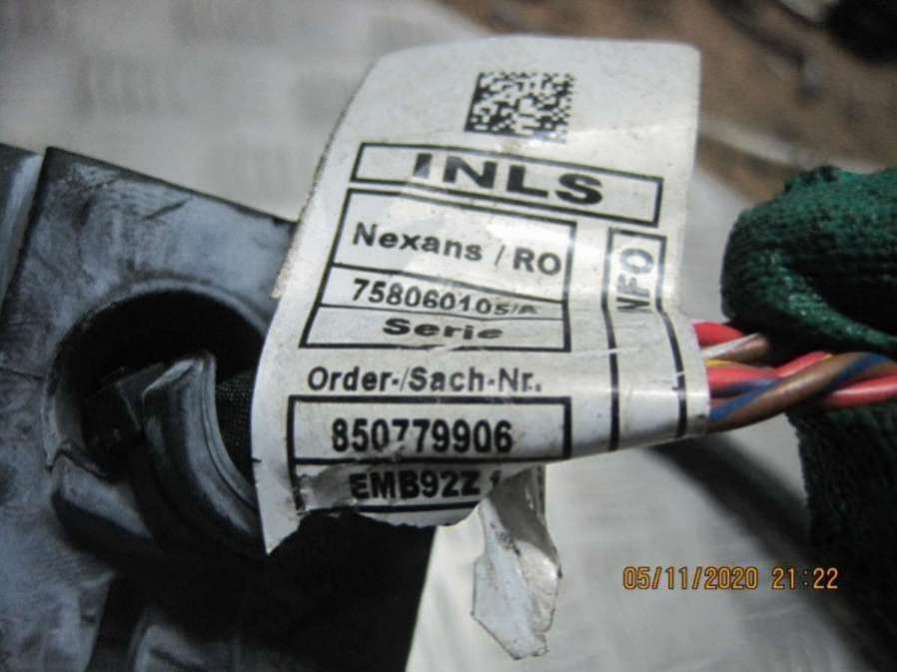 INLS
Nexans / RO
758060105/A
Serie
NFO
Order-/Sach-Nr.
850779906
EMB92Z
05/11/2020 21:22